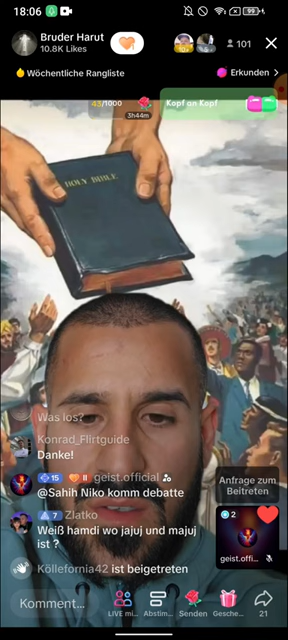 18:06
99+
Bruder Harut
10.8K Likes
101
Wöchentliche Rangliste
Erkunden >
43/1000
3h44m
Kopf an Kopf
HOLY BIBLE
Was los?
Konrad_Flirtguide
Danke!
15 geist.official
@Sahih Niko komm debatte
7 Zlatko
Weiß hamdi wo jajuj und majuj
ist ?
Köllefornia42 ist beigetreten
Anfrage zum
Beitreten
2
geist.offi...
Komment...
LIVE mi...
Abstim...
Senden
Gesche...
21